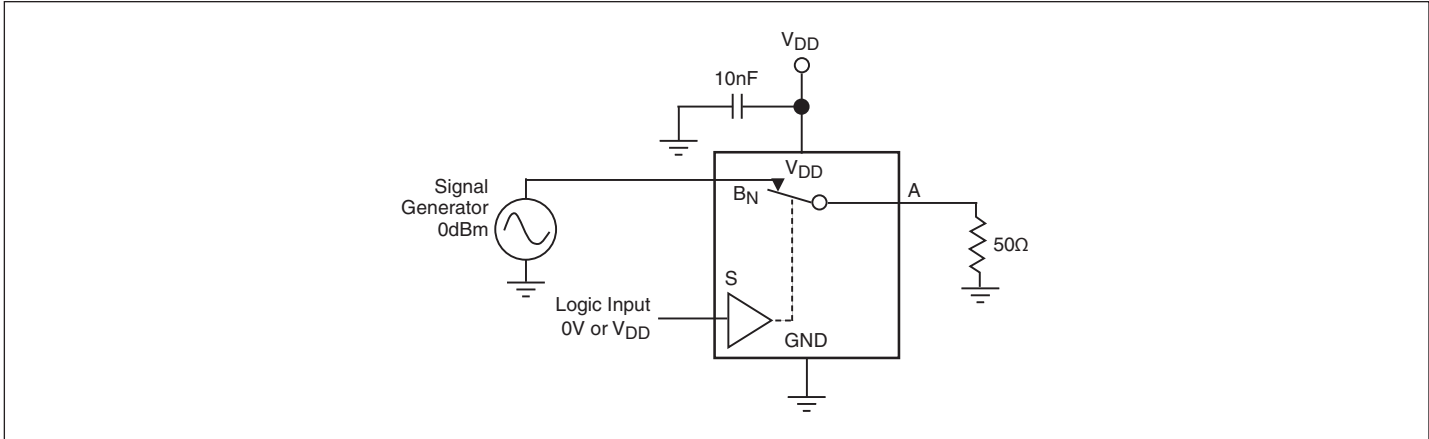 VDD
10nF
VDD
Signal
Generator
0dBm
BN
A
50Ω
S
Logic Input
0V or VDD
GND